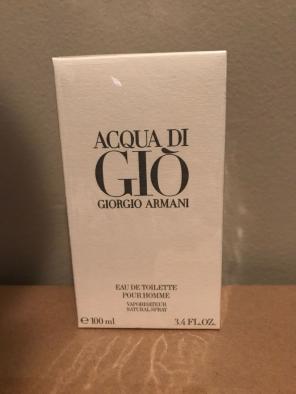 ACQUA DI
GIÒ
GIORGIO ARMANI
EAU DE TOILETTE
POUR HOMME
VAPORISATEUR
NATURAL SPRAY
℮ 100 ml 3.4 FL.OZ.